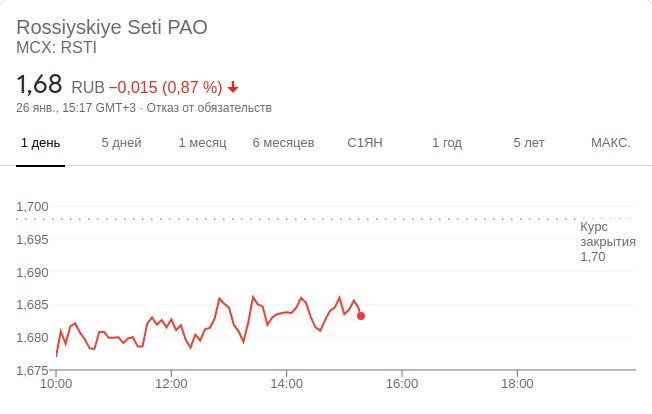 Rossiyskiye Seti PAO
MCX: RSTI
1,68 RUB −0,015 (0,87 %)
26 янв., 15:17 GMT+3 · Отказ от обязательств
1 день 5 дней 1 месяц 6 месяцев С1ЯН 1 год 5 лет МАКС.
1,700
Курс
закрытия
1,70
1,695
1,690
1,685
1,680
1,675
10:00 12:00 14:00 16:00 18:00